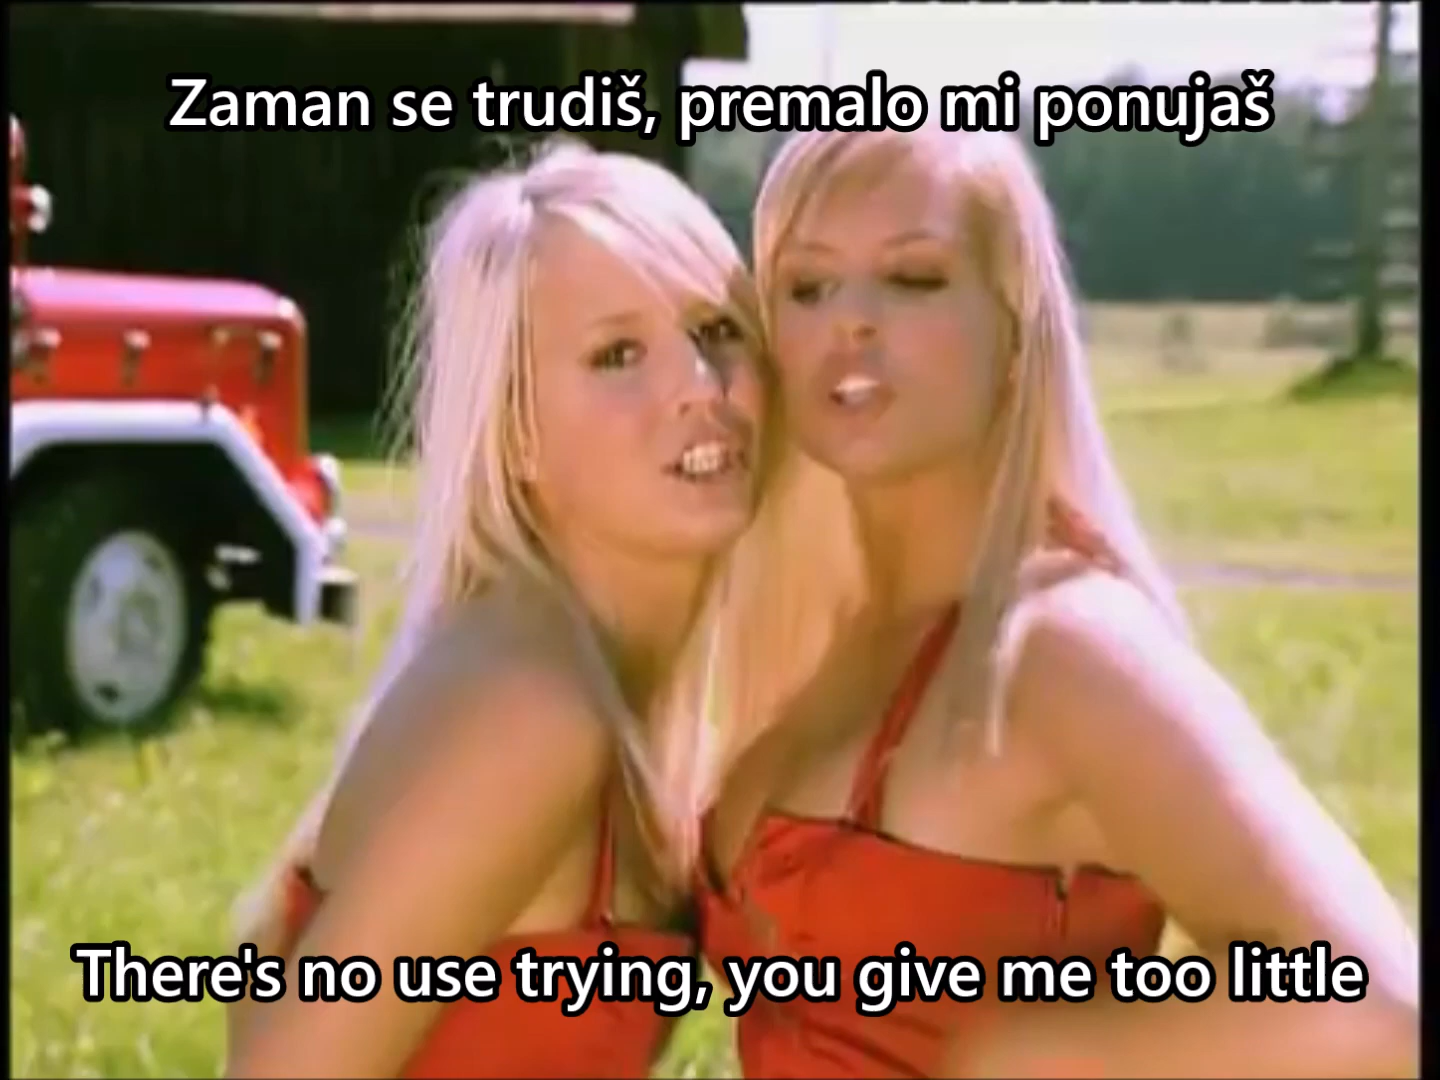 Zaman se trudiš, premalo mi ponujaš
There's no use trying, you give me too little